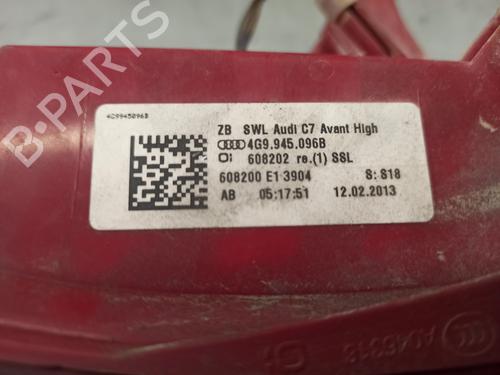 4G9945096B
ZB SWL Audi C7 Avant High
4G9.945.096B
608202 re.(1) SSL
608200 E1 3904 S: S18
AB 05:17:51 12.02.2013
A046318
B-PARTS